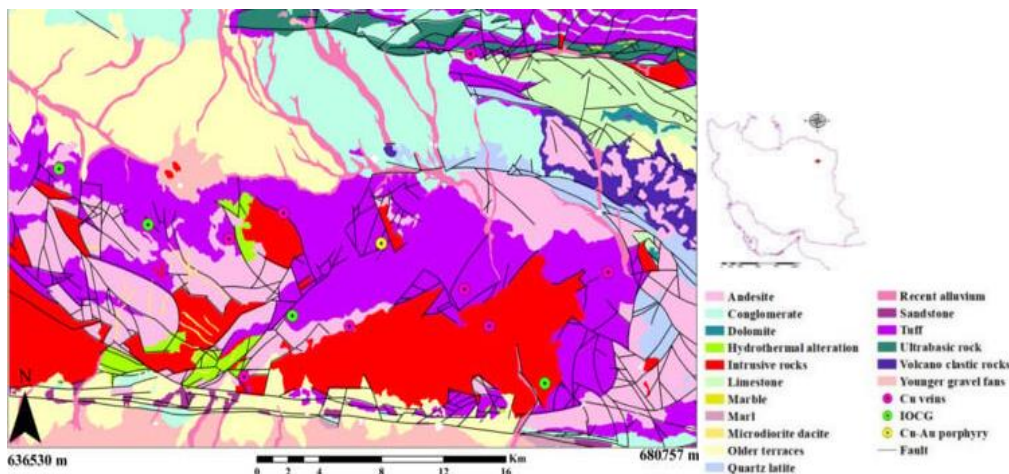 N
636530 m
680757 m
Km
0 2 4 8 12 16
Andesite
Conglomerate
Dolomite
Hydrothermal alteration
Intrusive rocks
Limestone
Marble
Marl
Microdiocite dacite
Older terraces
Quartz latite
Recent alluvium
Sandstone
Tuff
Ultrabasic rock
Volcano clastic rocks
Younger gravel fans
Cu veins
IOCG
Cu-Au porphyry
Fault